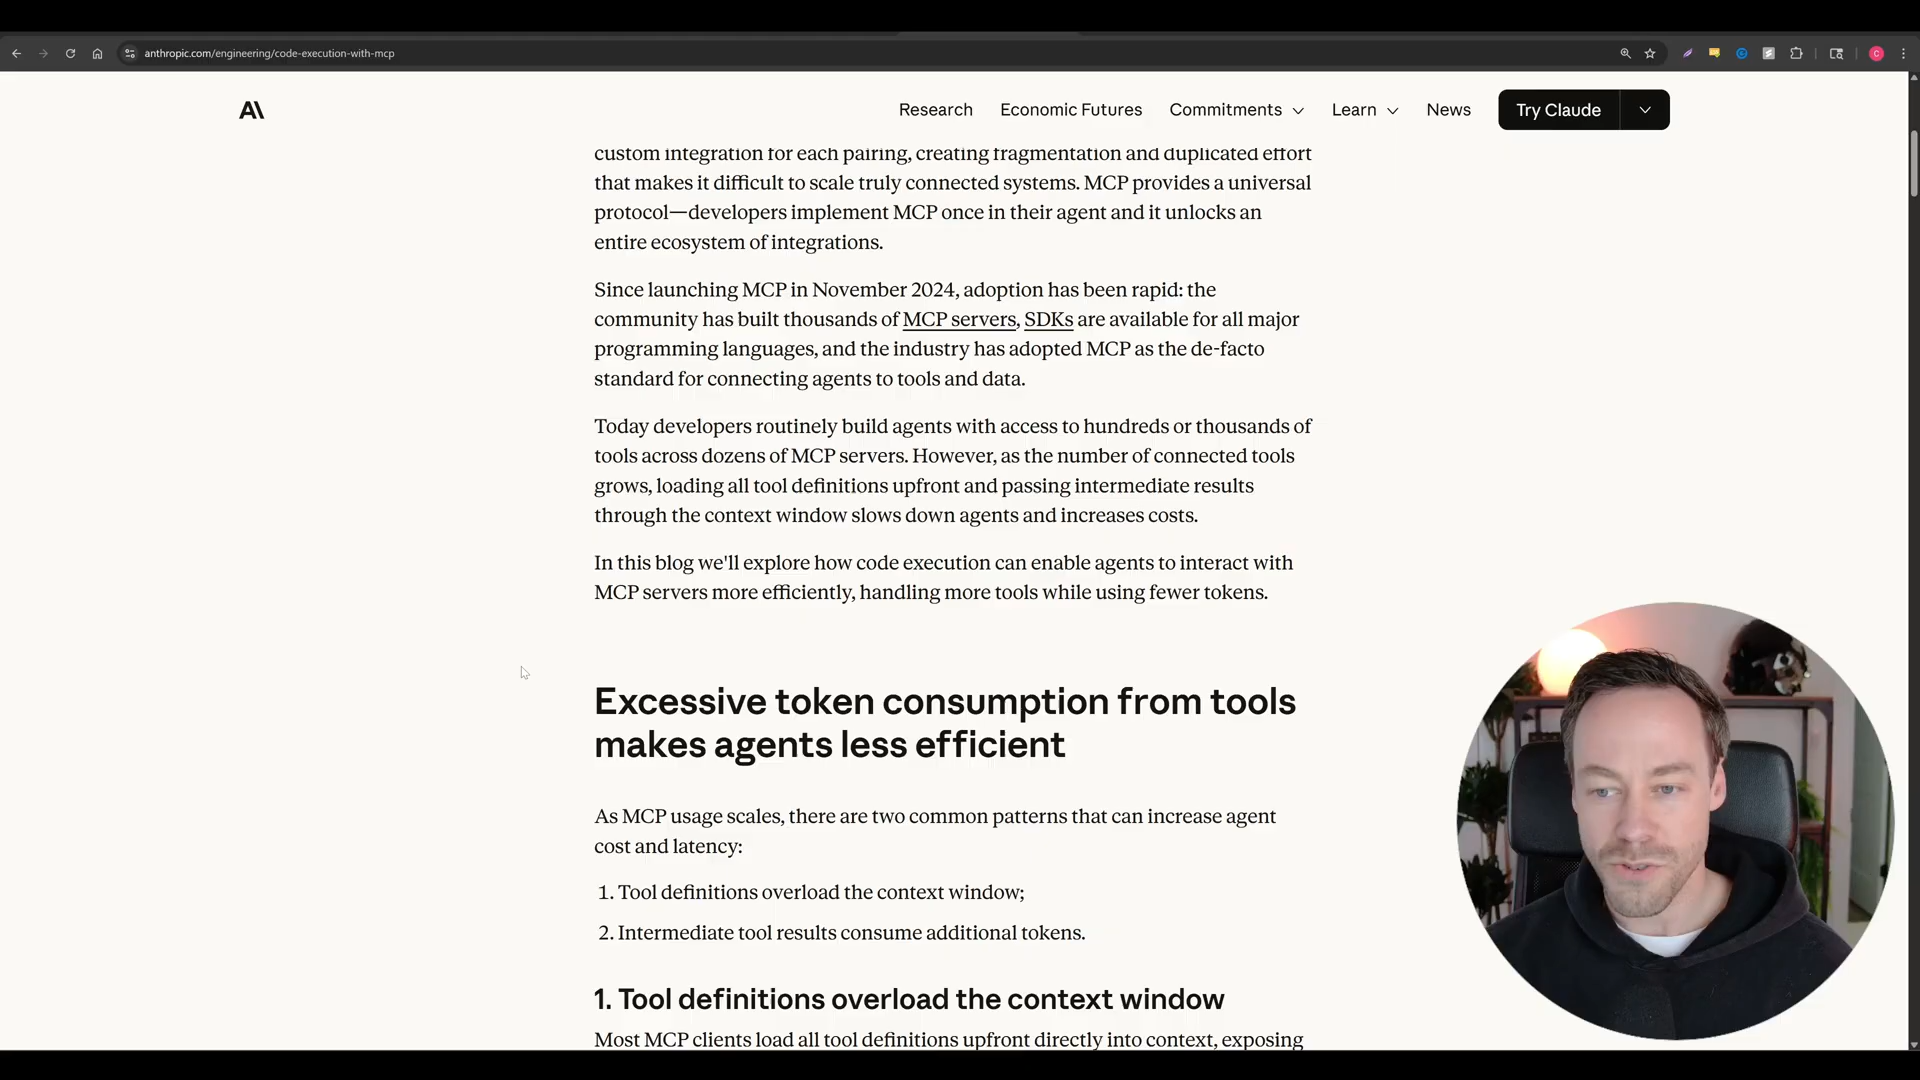 anthropic.com/engineering/code-execution-with-mcp
C
A\
Research
Economic Futures
Commitments
Learn
News
Try Claude
custom integration for each pairing, creating fragmentation and duplicated effort
that makes it difficult to scale truly connected systems. MCP provides a universal
protocol—developers implement MCP once in their agent and it unlocks an
entire ecosystem of integrations.
Since launching MCP in November 2024, adoption has been rapid: the
community has built thousands of MCP servers, SDKs are available for all major
programming languages, and the industry has adopted MCP as the de-facto
standard for connecting agents to tools and data.
Today developers routinely build agents with access to hundreds or thousands of
tools across dozens of MCP servers. However, as the number of connected tools
grows, loading all tool definitions upfront and passing intermediate results
through the context window slows down agents and increases costs.
In this blog we'll explore how code execution can enable agents to interact with
MCP servers more efficiently, handling more tools while using fewer tokens.
Excessive token consumption from tools
makes agents less efficient
As MCP usage scales, there are two common patterns that can increase agent
cost and latency:
1. Tool definitions overload the context window;
2. Intermediate tool results consume additional tokens.
1. Tool definitions overload the context window
Most MCP clients load all tool definitions upfront directly into context, exposing